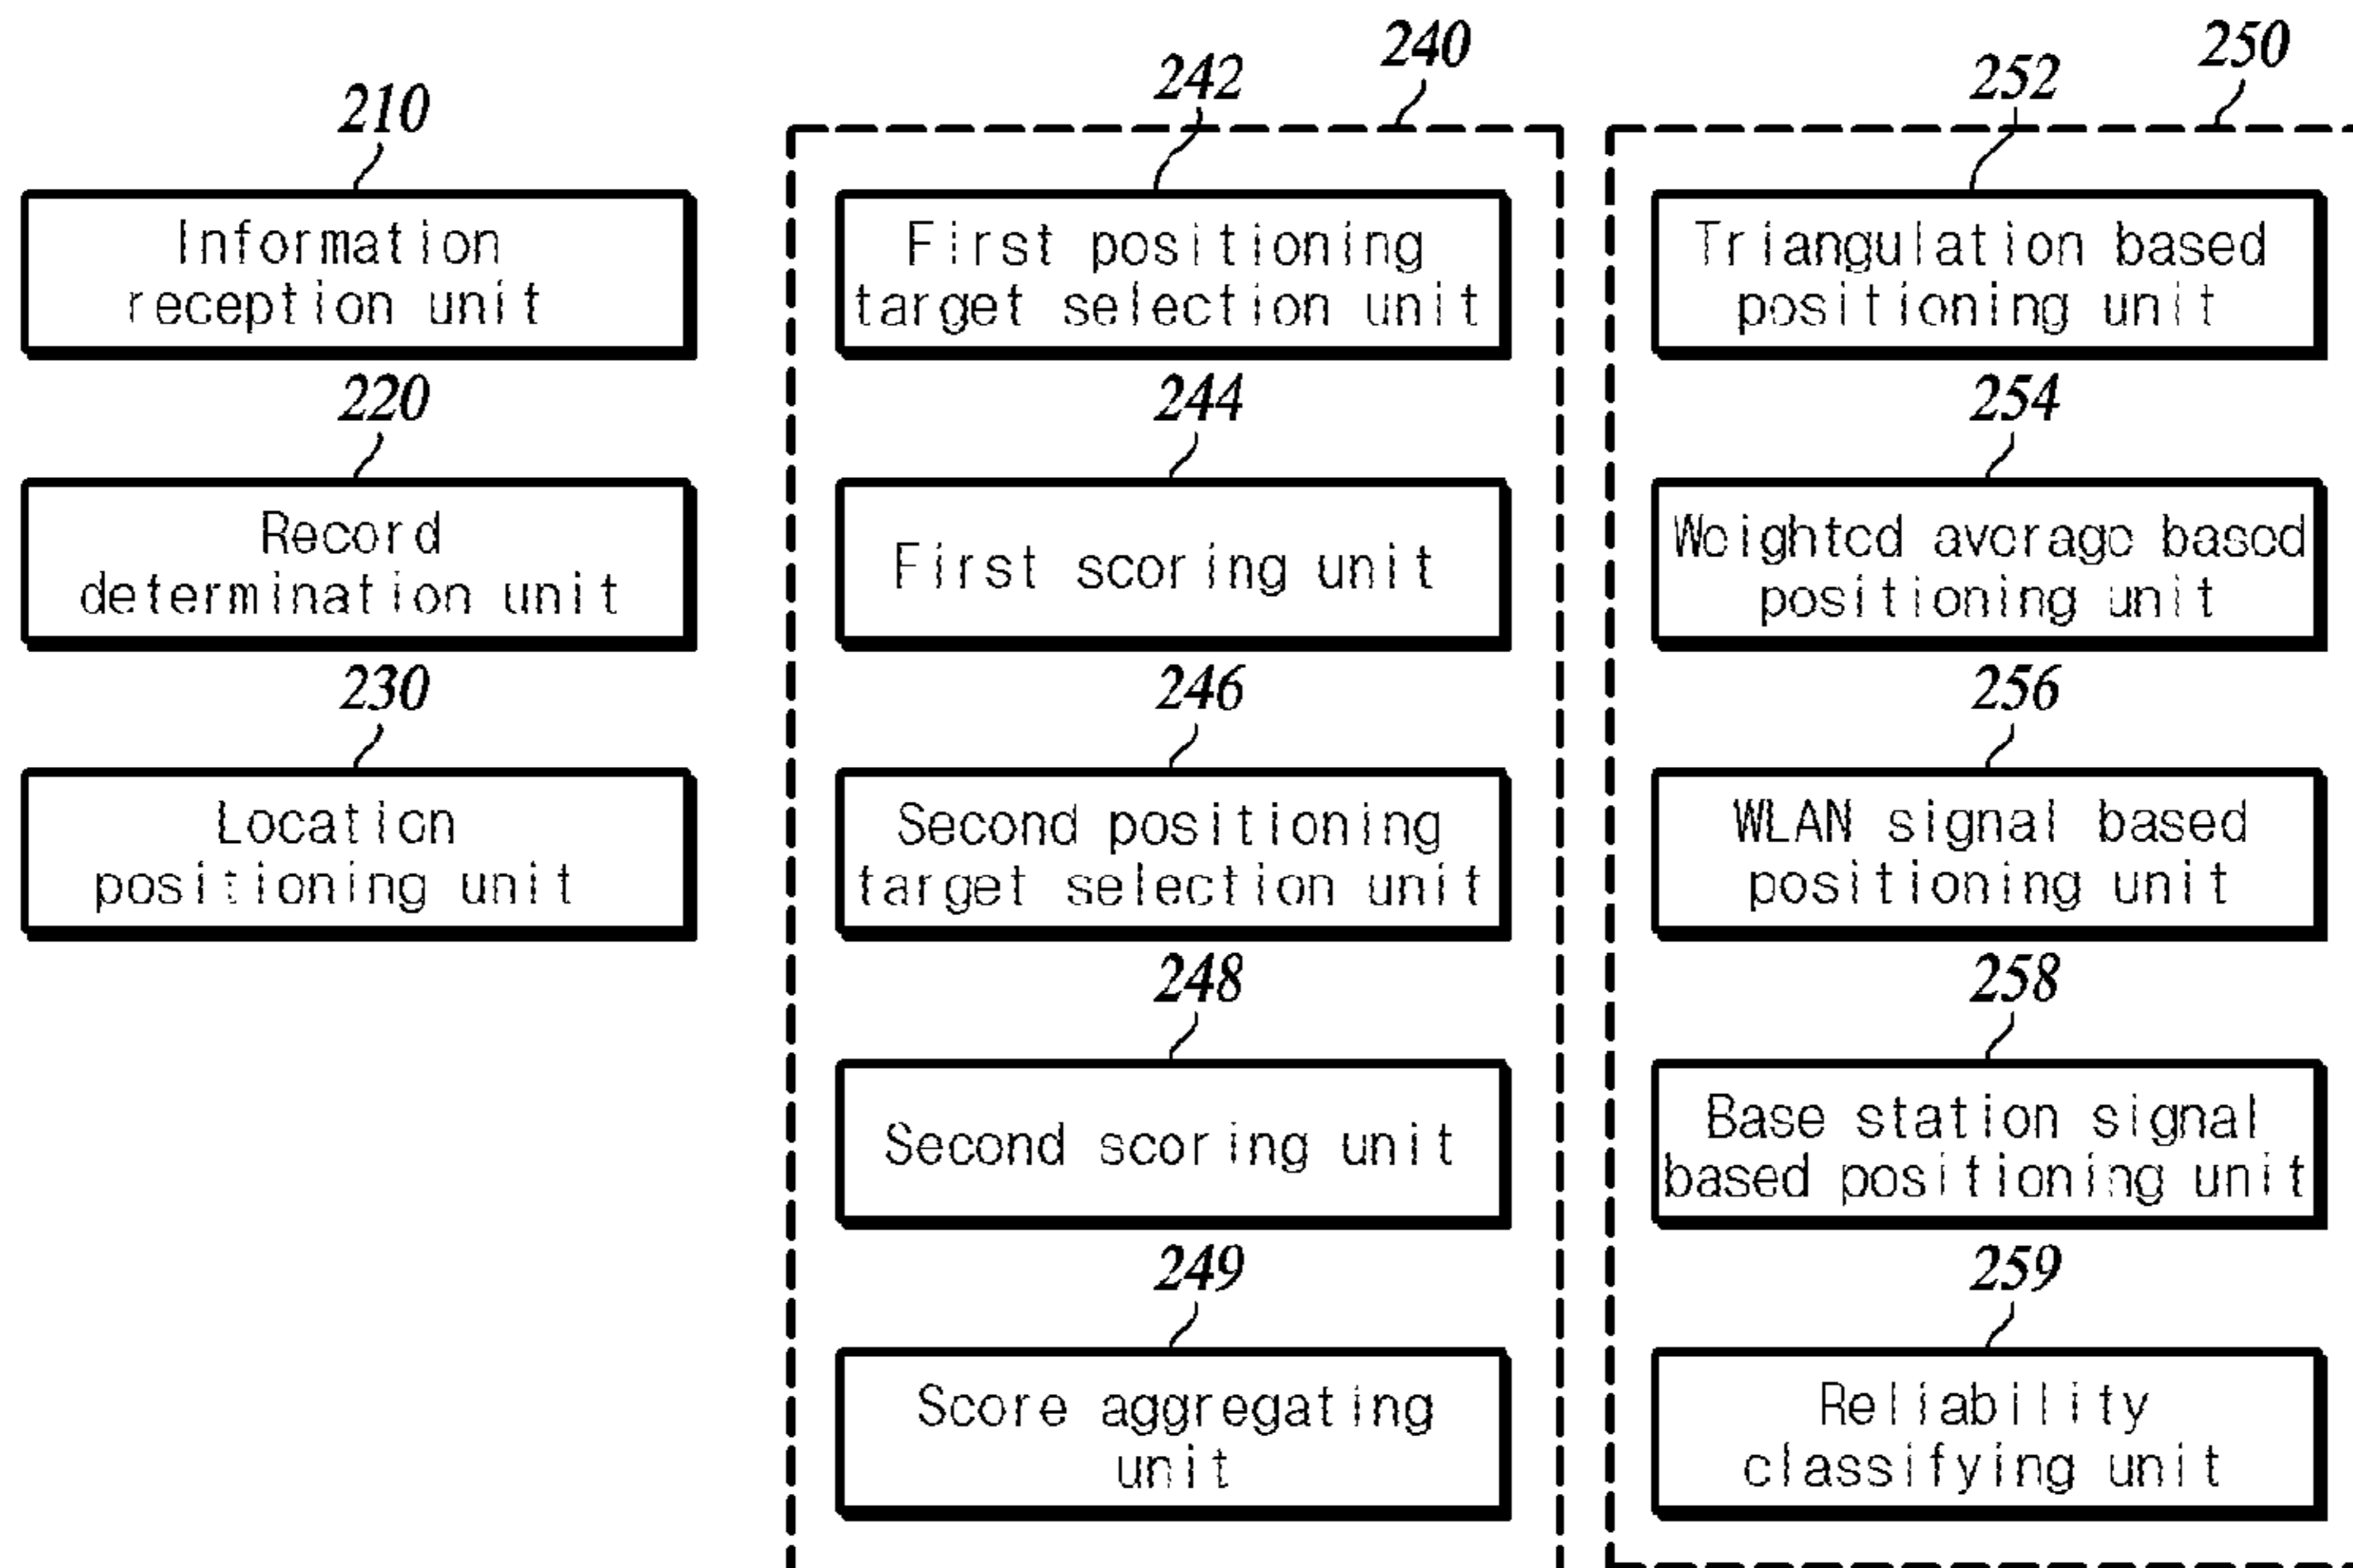 210
Information
reception unit
220
Record
determination unit
230
Location
positioning unit
240
242
First positioning
target selection unit
244
First scoring unit
246
Second positioning
target selection unit
248
Second scoring unit
249
Score aggregating
unit
250
252
Triangulation based
positioning unit
254
Weighted average based
positioning unit
256
WLAN signal based
positioning unit
258
Base station signal
based positioning unit
259
Reliability
classifying unit